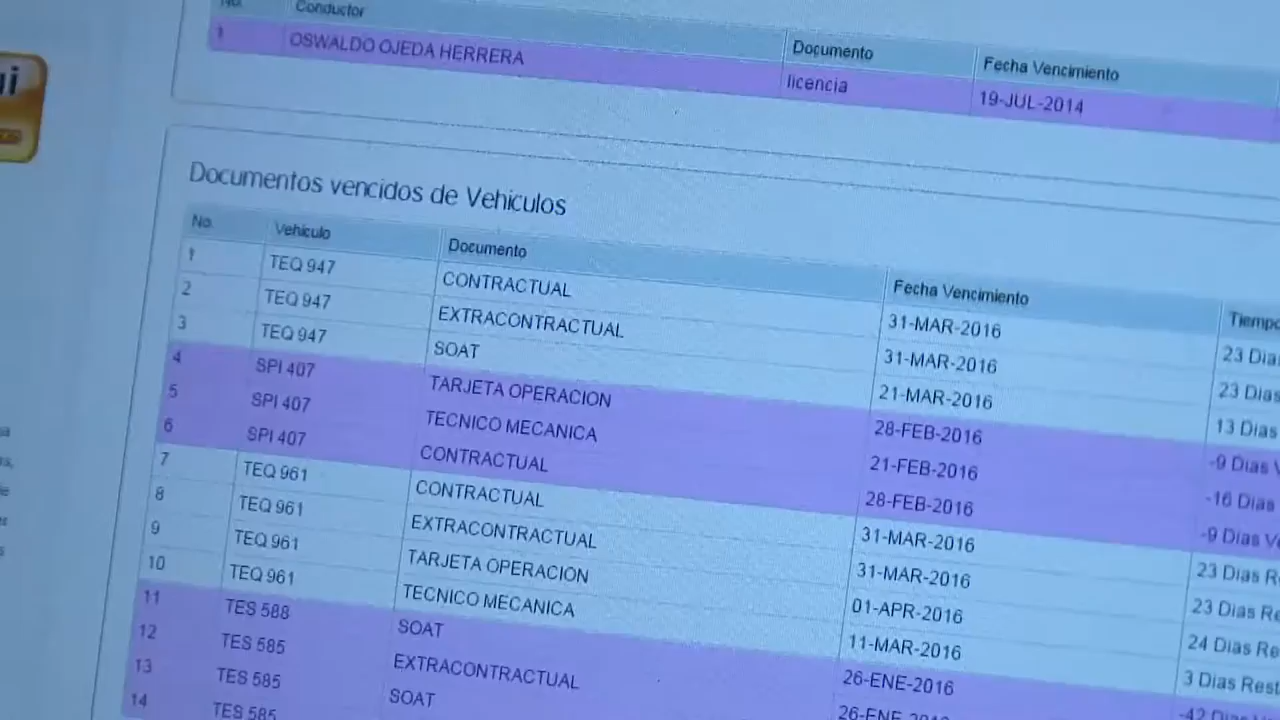 No. Conductor Documento Fecha Vencimiento
1 OSWALDO OJEDA HERRERA licencia 19-JUL-2014
Documentos vencidos de Vehiculos
No. Vehiculo Documento Fecha Vencimiento Tiempo
1 TEQ 947 CONTRACTUAL 31-MAR-2016 23 Dias
2 TEQ 947 EXTRACONTRACTUAL 31-MAR-2016 23 Dias
3 TEQ 947 SOAT 21-MAR-2016 13 Dias
4 SPI 407 TARJETA OPERACION 28-FEB-2016 -9 Dias
5 SPI 407 TECNICO MECANICA 21-FEB-2016 -16 Dias
6 SPI 407 CONTRACTUAL 28-FEB-2016 -9 Dias
7 TEQ 961 CONTRACTUAL 31-MAR-2016 23 Dias
8 TEQ 961 EXTRACONTRACTUAL 31-MAR-2016 23 Dias
9 TEQ 961 TARJETA OPERACION 01-APR-2016 24 Dias
10 TEQ 961 TECNICO MECANICA 11-MAR-2016 3 Dias
11 TES 588 SOAT 26-ENE-2016 -42 Dias
12 TES 585 EXTRACONTRACTUAL
13 TES 585 SOAT
14 TES 585